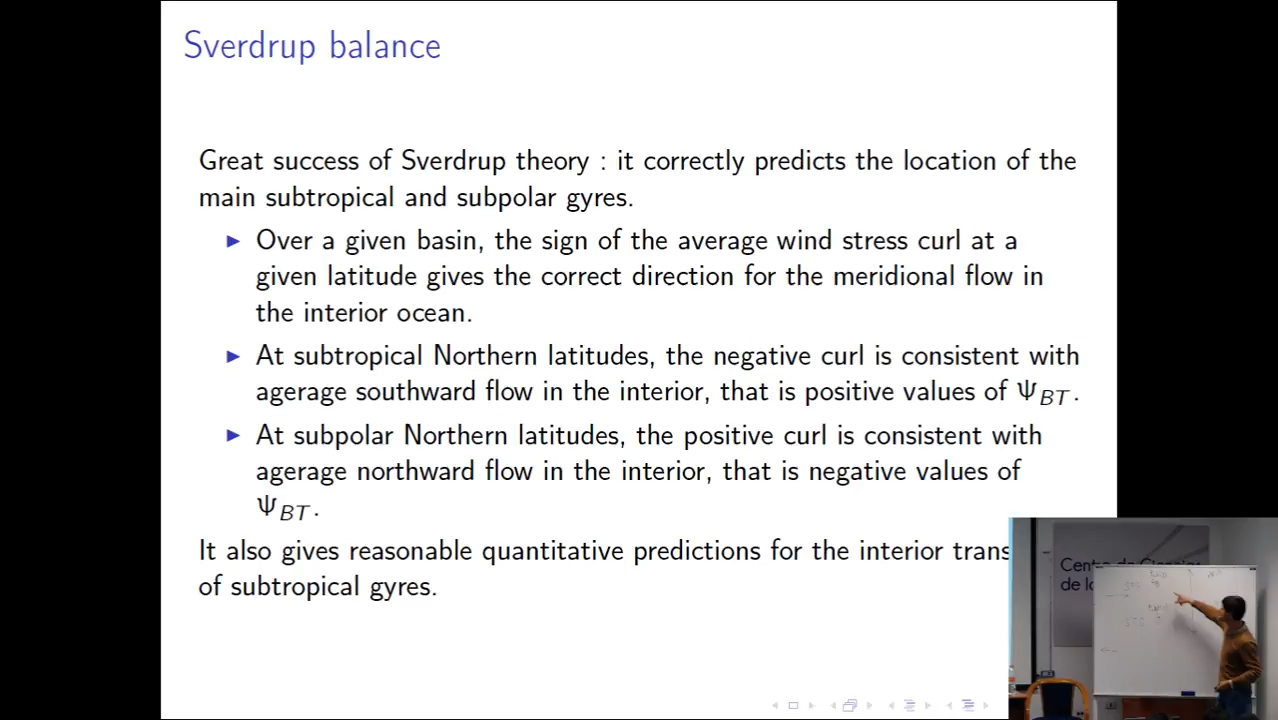 Sverdrup balance
Great success of Sverdrup theory : it correctly predicts the location of the
main subtropical and subpolar gyres.
Over a given basin, the sign of the average wind stress curl at a
given latitude gives the correct direction for the meridional flow in
the interior ocean.
At subtropical Northern latitudes, the negative curl is consistent with
agerage southward flow in the interior, that is positive values of Ψ_BT.
At subpolar Northern latitudes, the positive curl is consistent with
agerage northward flow in the interior, that is negative values of
Ψ_BT.
It also gives reasonable quantitative predictions for the interior trans
of subtropical gyres.